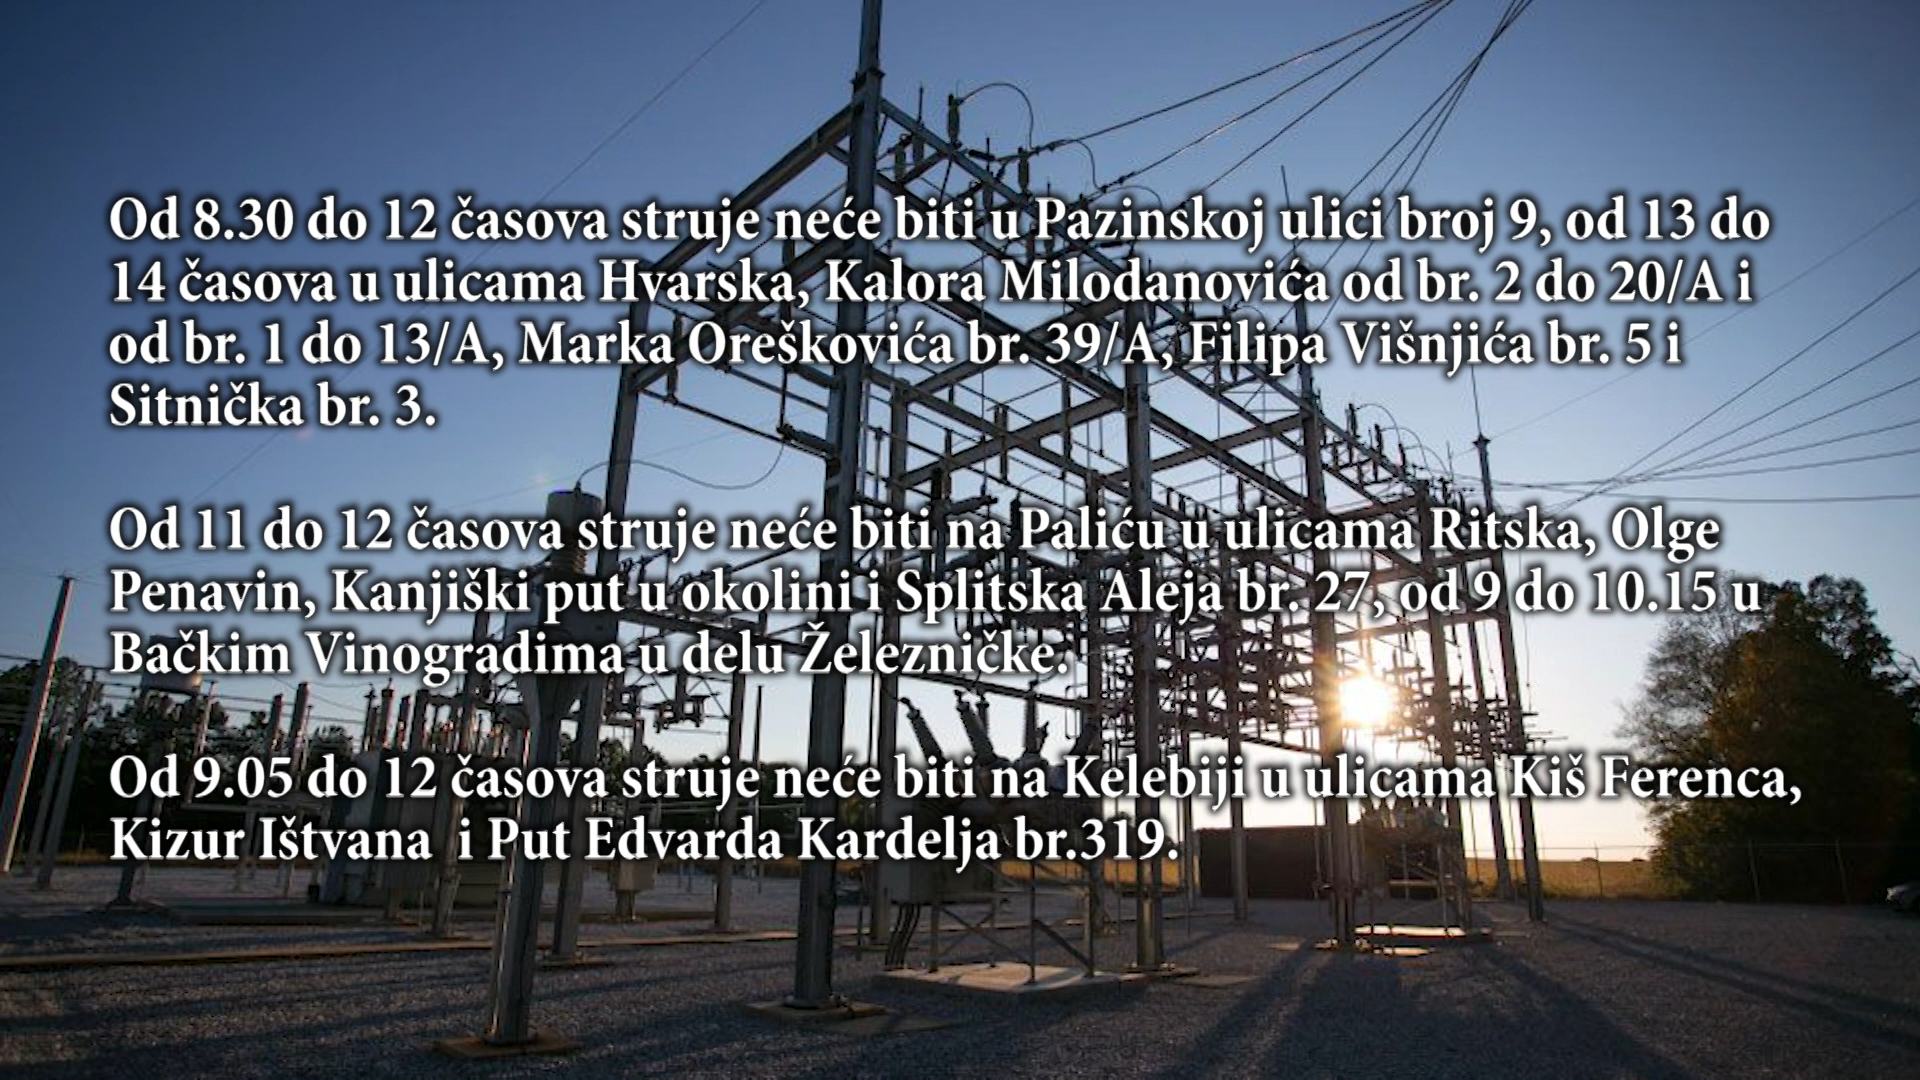 Od 8.30 do 12 časova struje neće biti u Pazinskoj ulici broj 9, od 13 do
14 časova u ulicama Hvarska, Kalora Milodanovića od br. 2 do 20/A i
od br. 1 do 13/A, Marka Oreškovića br. 39/A, Filipa Višnjića br. 5 i
Sitnička br. 3.
Od 11 do 12 časova struje neće biti na Paliću u ulicama Ritska, Olge
Penavin, Kanjiški put u okolini i Splitska Aleja br. 27, od 9 do 10.15 u
Bačkim Vinogradima u delu Železničke.
Od 9.05 do 12 časova struje neće biti na Kelebiji u ulicama Kiš Ferenca,
Kizur Ištvana  i Put Edvarda Kardelja br.319.